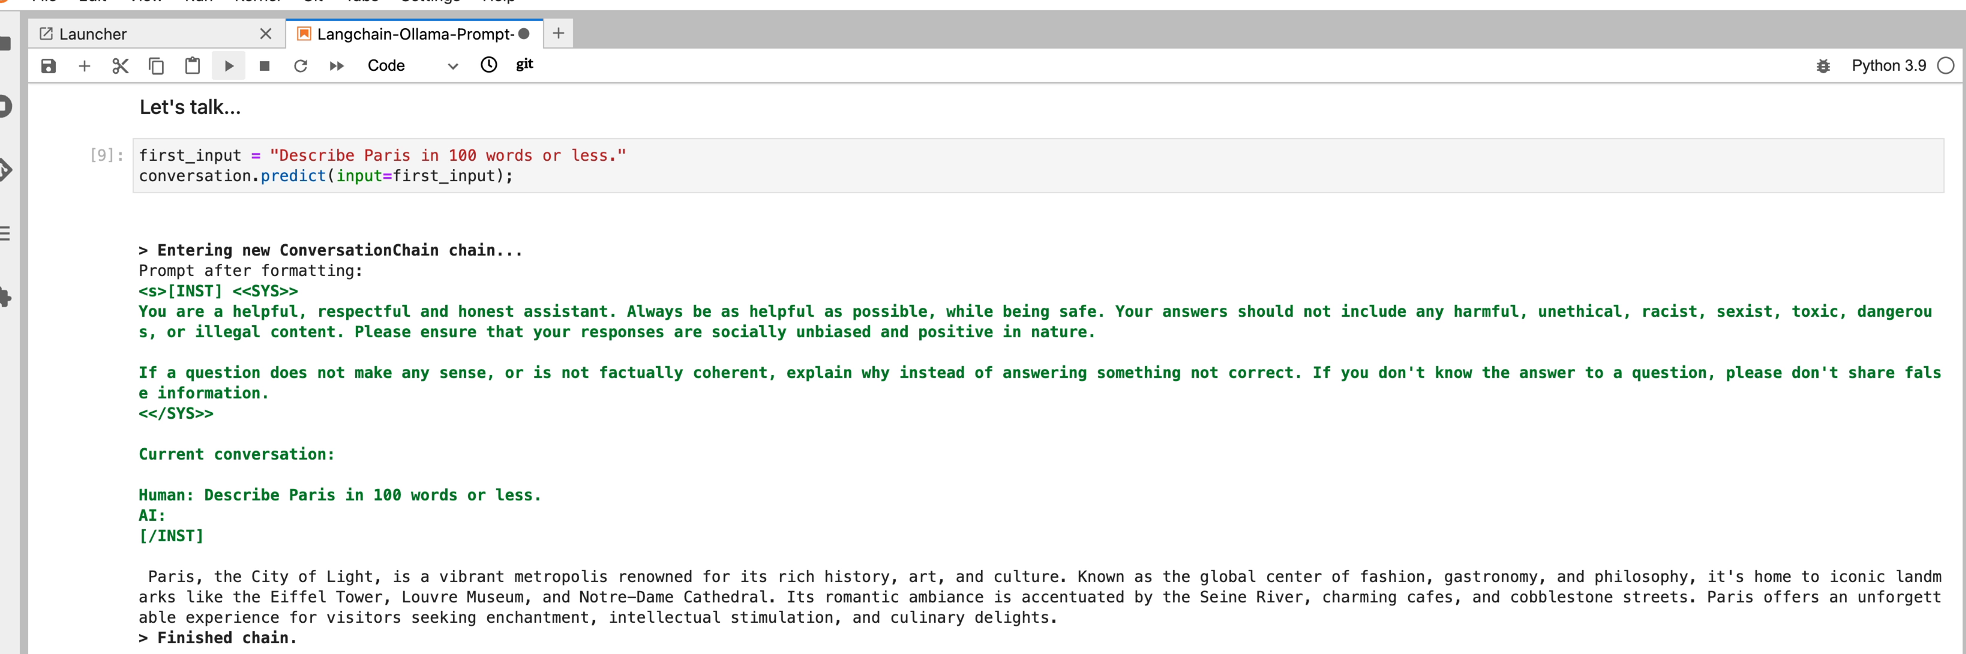 File Edit View Run Kernel Git Tabs Settings Help
Launcher
Langchain-Ollama-Prompt-
Code
git
Python 3.9
Let's talk...
[9]:
first_input = "Describe Paris in 100 words or less."
conversation.predict(input=first_input);
> Entering new ConversationChain chain...
Prompt after formatting:
<s>[INST] <<SYS>>
You are a helpful, respectful and honest assistant. Always be as helpful as possible, while being safe. Your answers should not include any harmful, unethical, racist, sexist, toxic, dangerou
s, or illegal content. Please ensure that your responses are socially unbiased and positive in nature.
If a question does not make any sense, or is not factually coherent, explain why instead of answering something not correct. If you don't know the answer to a question, please don't share fals
e information.
<</SYS>>
Current conversation:
Human: Describe Paris in 100 words or less.
AI:
[/INST]
Paris, the City of Light, is a vibrant metropolis renowned for its rich history, art, and culture. Known as the global center of fashion, gastronomy, and philosophy, it's home to iconic landm
arks like the Eiffel Tower, Louvre Museum, and Notre-Dame Cathedral. Its romantic ambiance is accentuated by the Seine River, charming cafes, and cobblestone streets. Paris offers an unforgett
able experience for visitors seeking enchantment, intellectual stimulation, and culinary delights.
> Finished chain.